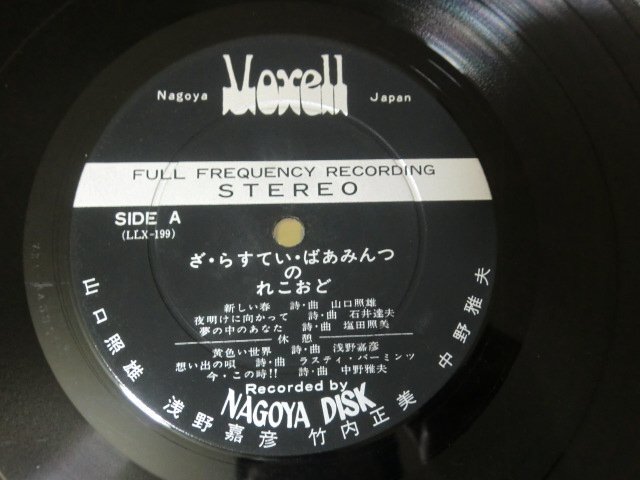 Voxell
Nagoya Japan
FULL FREQUENCY RECORDING
STEREO
SIDE A
(LLX-199)
ざ・らすてい・ばあみんつ
の
れこおど
新しい春 詩・曲 山口照雄
夜明けに向かって 詩・曲 石井達夫
夢の中のあなた 詩・曲 塩田照美
休憩
黄色い世界 詩・曲 浅野嘉彦
想い出の唄 詩・曲 ラスティ・パーミンツ
今・この時!! 詩・曲 中野雅夫
Recorded by
NAGOYA DISK
山口照雄 浅野嘉彦 竹内正美 中野雅夫